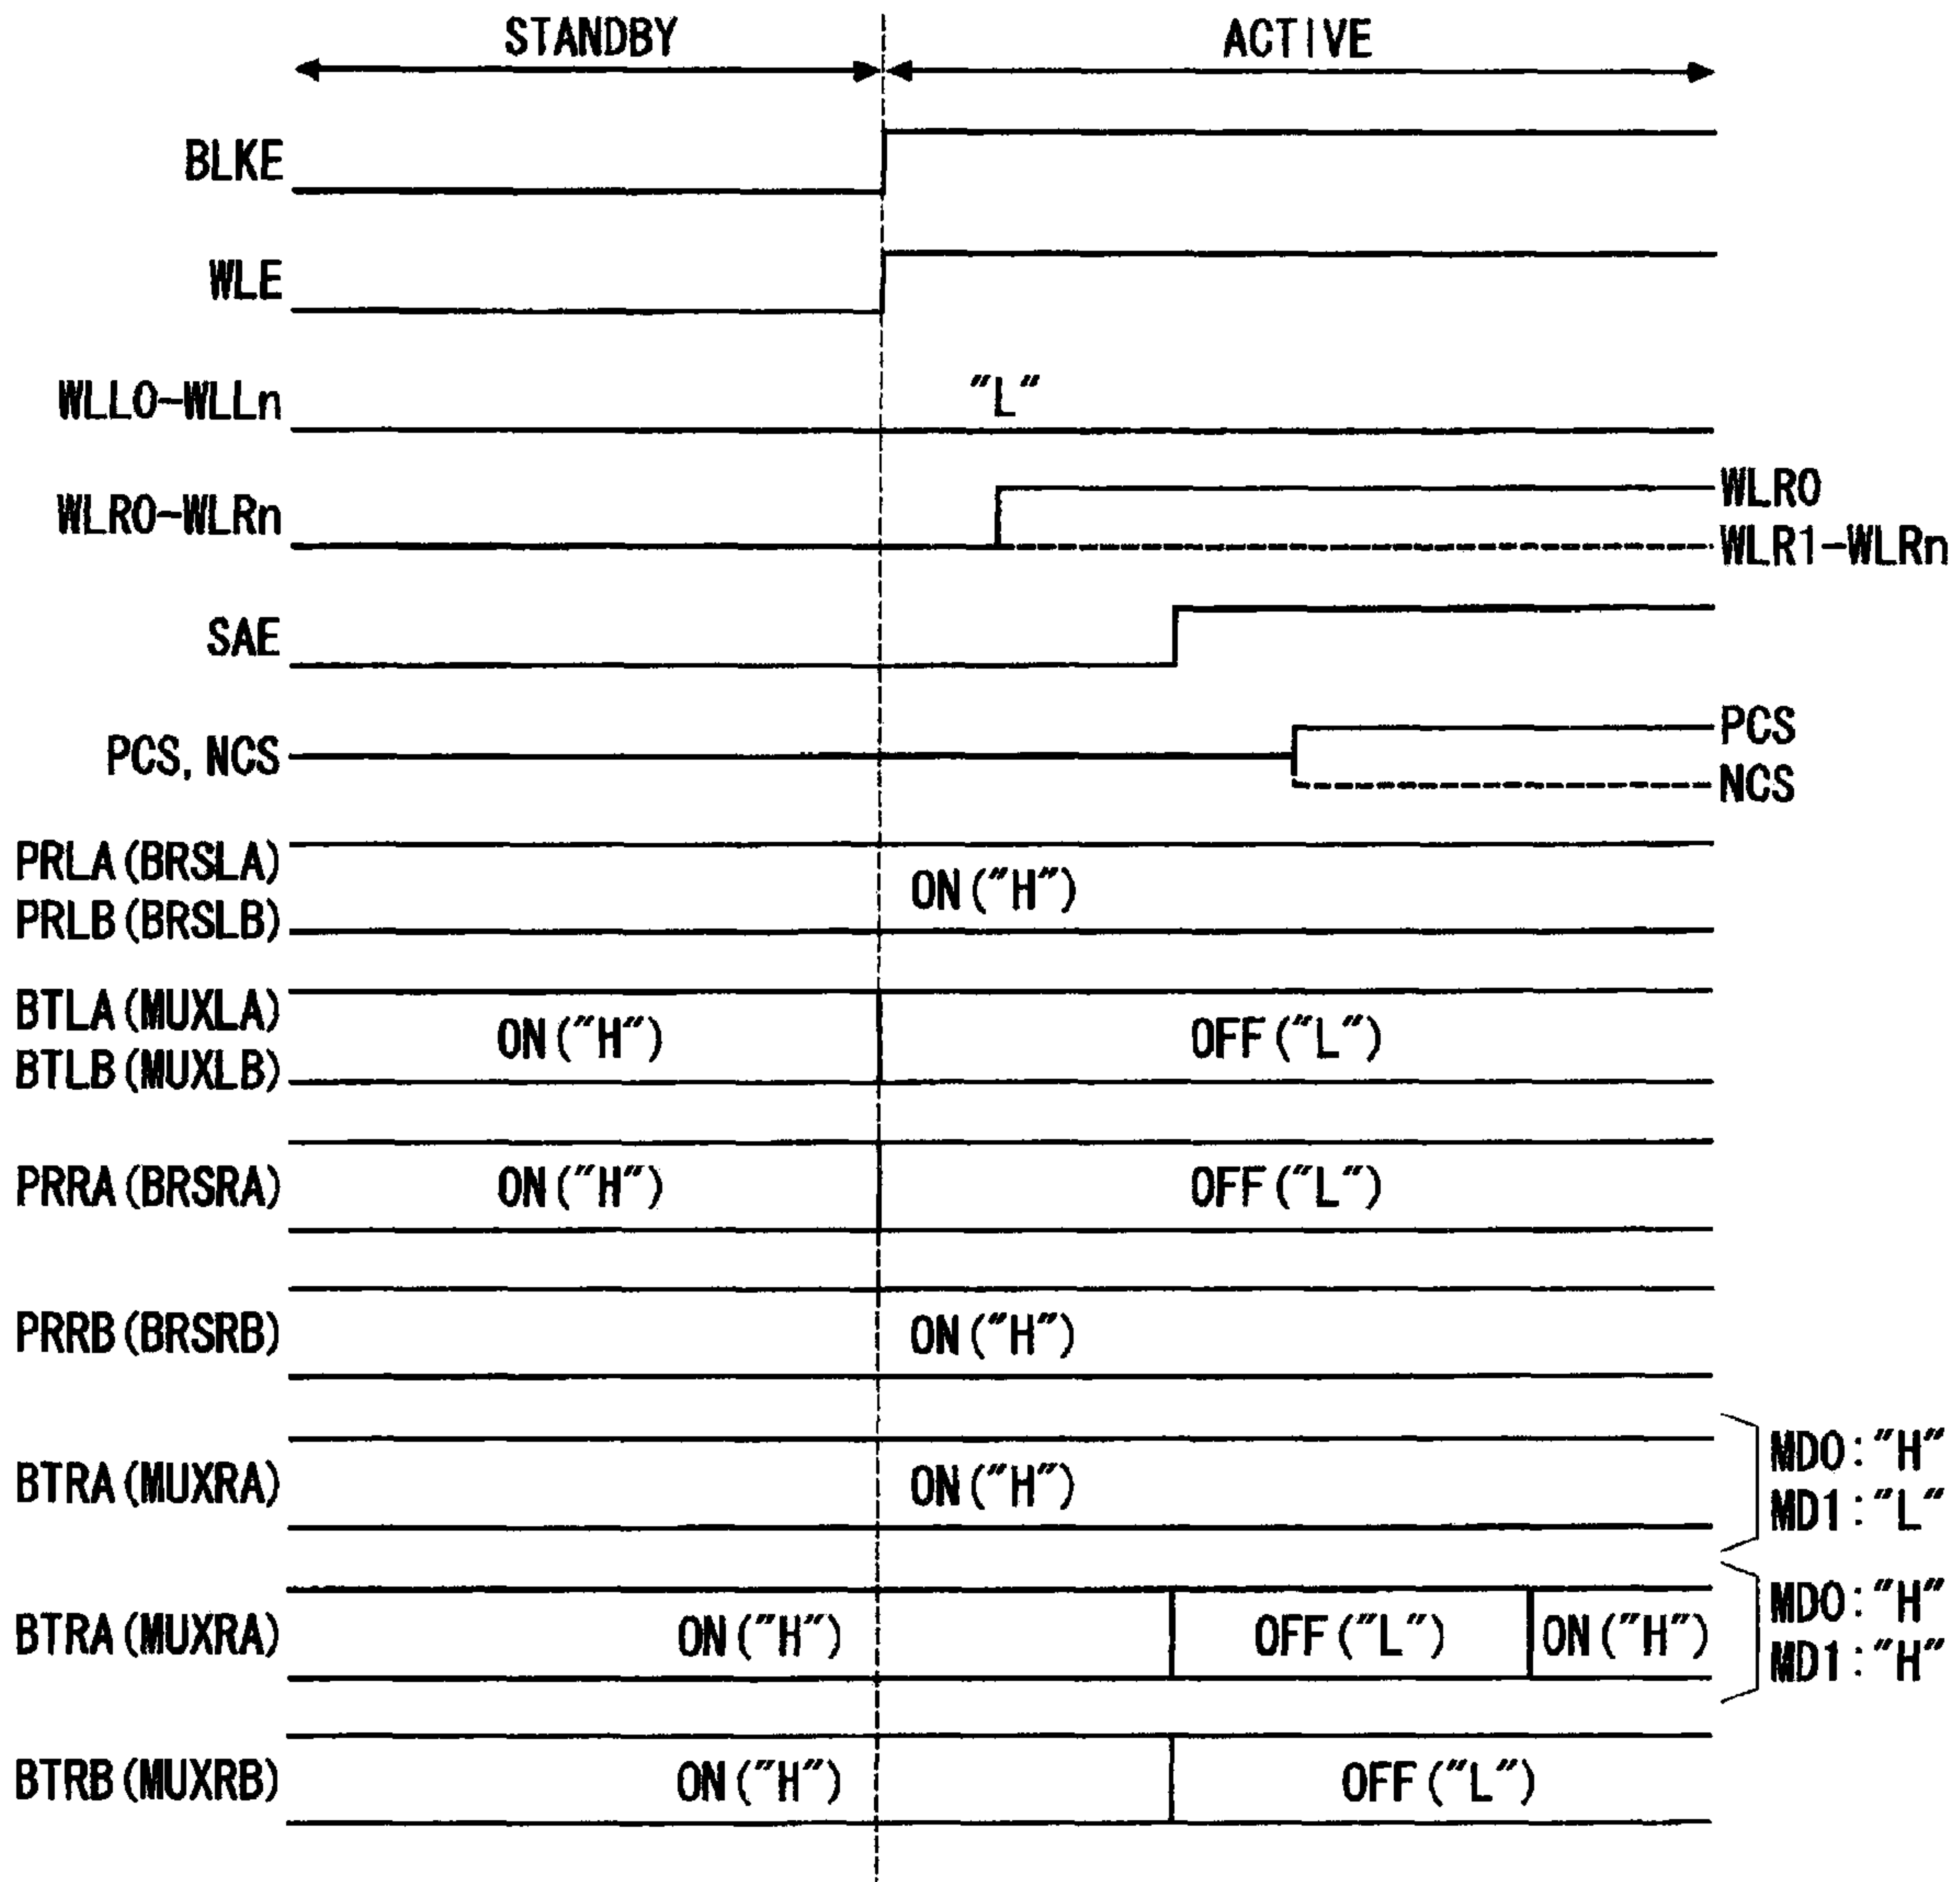 STANDBY ACTIVE
BLKE
WLE
WLL0-WLLn "L"
WLR0-WLRn WLR0
WLR1-WLRn
SAE
PCS, NCS PCS
NCS
PRLA(BRSLA)
PRLB(BRSLB) ON("H")
BTLA(MUXLA)
BTLB(MUXLB) ON("H") OFF("L")
PRRA(BRSRA) ON("H") OFF("L")
PRRB(BRSRB) ON("H")
BTRA(MUXRA) ON("H") MD0:"H"
MD1:"L"
BTRA(MUXRA) ON("H") OFF("L") ON("H") MD0:"H"
MD1:"H"
BTRB(MUXRB) ON("H") OFF("L")